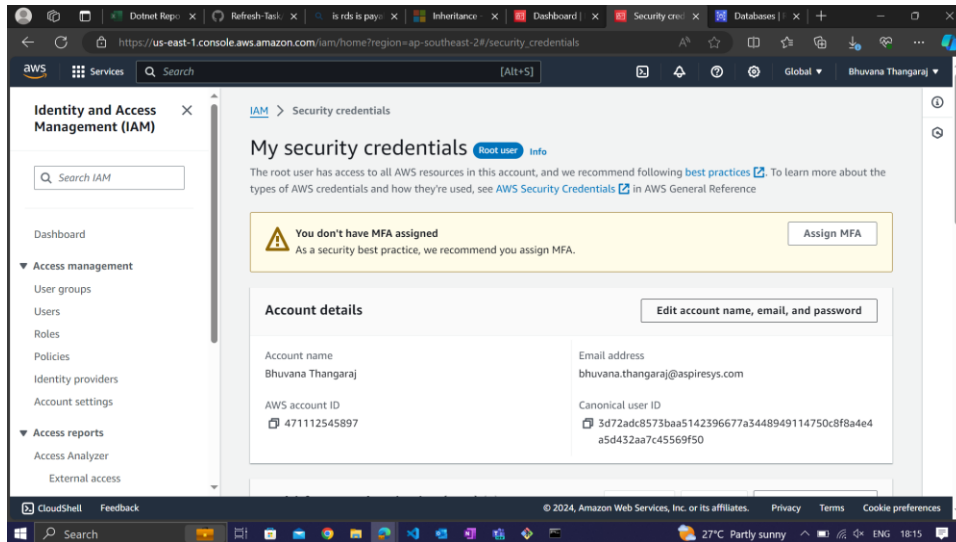 Dotnet Repo
Refresh-Task
is rds is paya
Inheritance -
Dashboard |
Security cred
Databases |
https://us-east-1.console.aws.amazon.com/iam/home?region=ap-southeast-2#/security_credentials
aws
Services
Search
[Alt+S]
Global
Bhuvana Thangaraj
Identity and Access
Management (IAM)
Search IAM
Dashboard
Access management
User groups
Users
Roles
Policies
Identity providers
Account settings
Access reports
Access Analyzer
External access
IAM > Security credentials
My security credentials Root user Info
The root user has access to all AWS resources in this account, and we recommend following best practices. To learn more about the
types of AWS credentials and how they're used, see AWS Security Credentials in AWS General Reference
You don't have MFA assigned
As a security best practice, we recommend you assign MFA.
Assign MFA
Account details
Edit account name, email, and password
Account name
Bhuvana Thangaraj
Email address
bhuvana.thangaraj@aspiresys.com
AWS account ID
471112545897
Canonical user ID
3d72adc8573baa5142396677a3448949114750c8f8a4e4
a5d432aa7c45569f50
CloudShell
Feedback
© 2024, Amazon Web Services, Inc. or its affiliates.
Privacy
Terms
Cookie preferences
Search
27°C Partly sunny
ENG
18:15